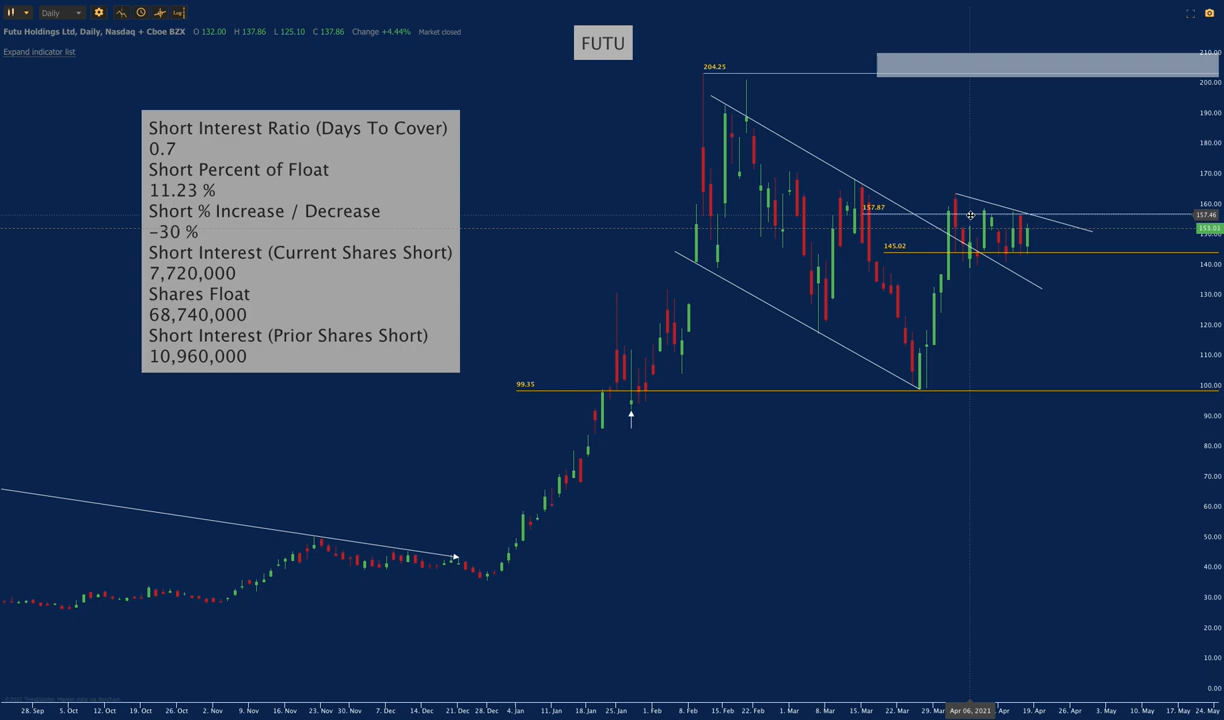 Daily
Log
Futu Holdings Ltd, Daily, Nasdaq + Cboe BZX O 132.00 H 137.86 L 125.10 C 137.86 Change +4.44% Market closed
Expand indicator list
FUTU
Short Interest Ratio (Days To Cover)
0.7
Short Percent of Float
11.23 %
Short % Increase / Decrease
-30 %
Short Interest (Current Shares Short)
7,720,000
Shares Float
68,740,000
Short Interest (Prior Shares Short)
10,960,000
204.25
157.87
145.02
99.35
210.00
200.00
190.00
180.00
170.00
160.00
157.46
153.01
140.00
130.00
120.00
110.00
100.00
90.00
80.00
70.00
60.00
50.00
40.00
30.00
20.00
10.00
0.00
28. Sep 5. Oct 12. Oct 19. Oct 26. Oct 2. Nov 9. Nov 16. Nov 23. Nov 30. Nov 7. Dec 14. Dec 21. Dec 28. Dec 4. Jan 11. Jan 18. Jan 25. Jan 1. Feb 8. Feb 15. Feb 22. Feb 1. Mar 8. Mar 15. Mar 22. Mar 29. Mar Apr 06, 2021 Apr 19. Apr 26. Apr 3. May 10. May 17. May 24. May